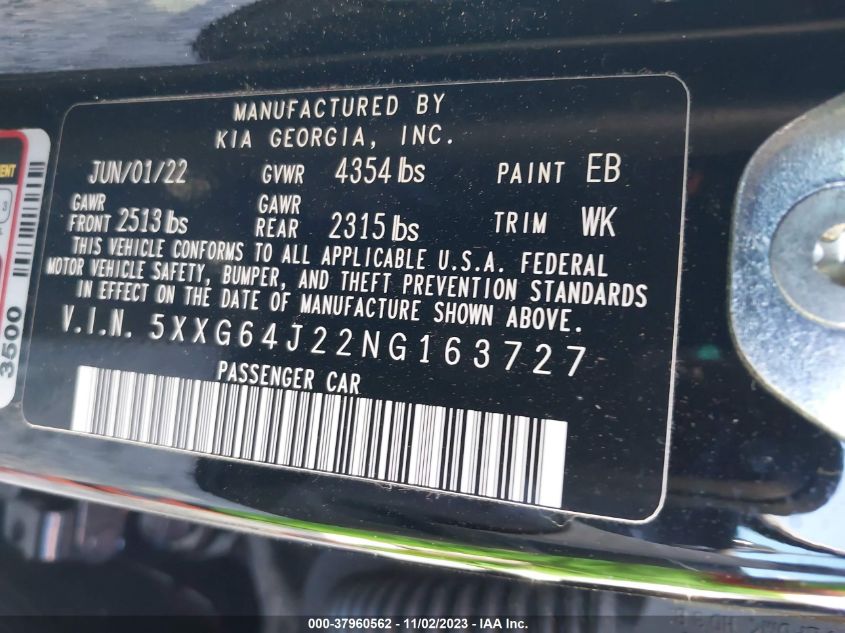 MANUFACTURED BY
KIA GEORGIA, INC.
JUN/01/22 GVWR 4354 lbs PAINT EB
GAWR FRONT 2513 lbs GAWR REAR 2315 lbs TRIM WK
THIS VEHICLE CONFORMS TO ALL APPLICABLE U.S.A. FEDERAL
MOTOR VEHICLE SAFETY, BUMPER, AND THEFT PREVENTION STANDARDS
IN EFFECT ON THE DATE OF MANUFACTURE SHOWN ABOVE.
V.I.N. 5XXG64J22NG163727
PASSENGER CAR
3500
000-37960562 - 11/02/2023 - IAA Inc.